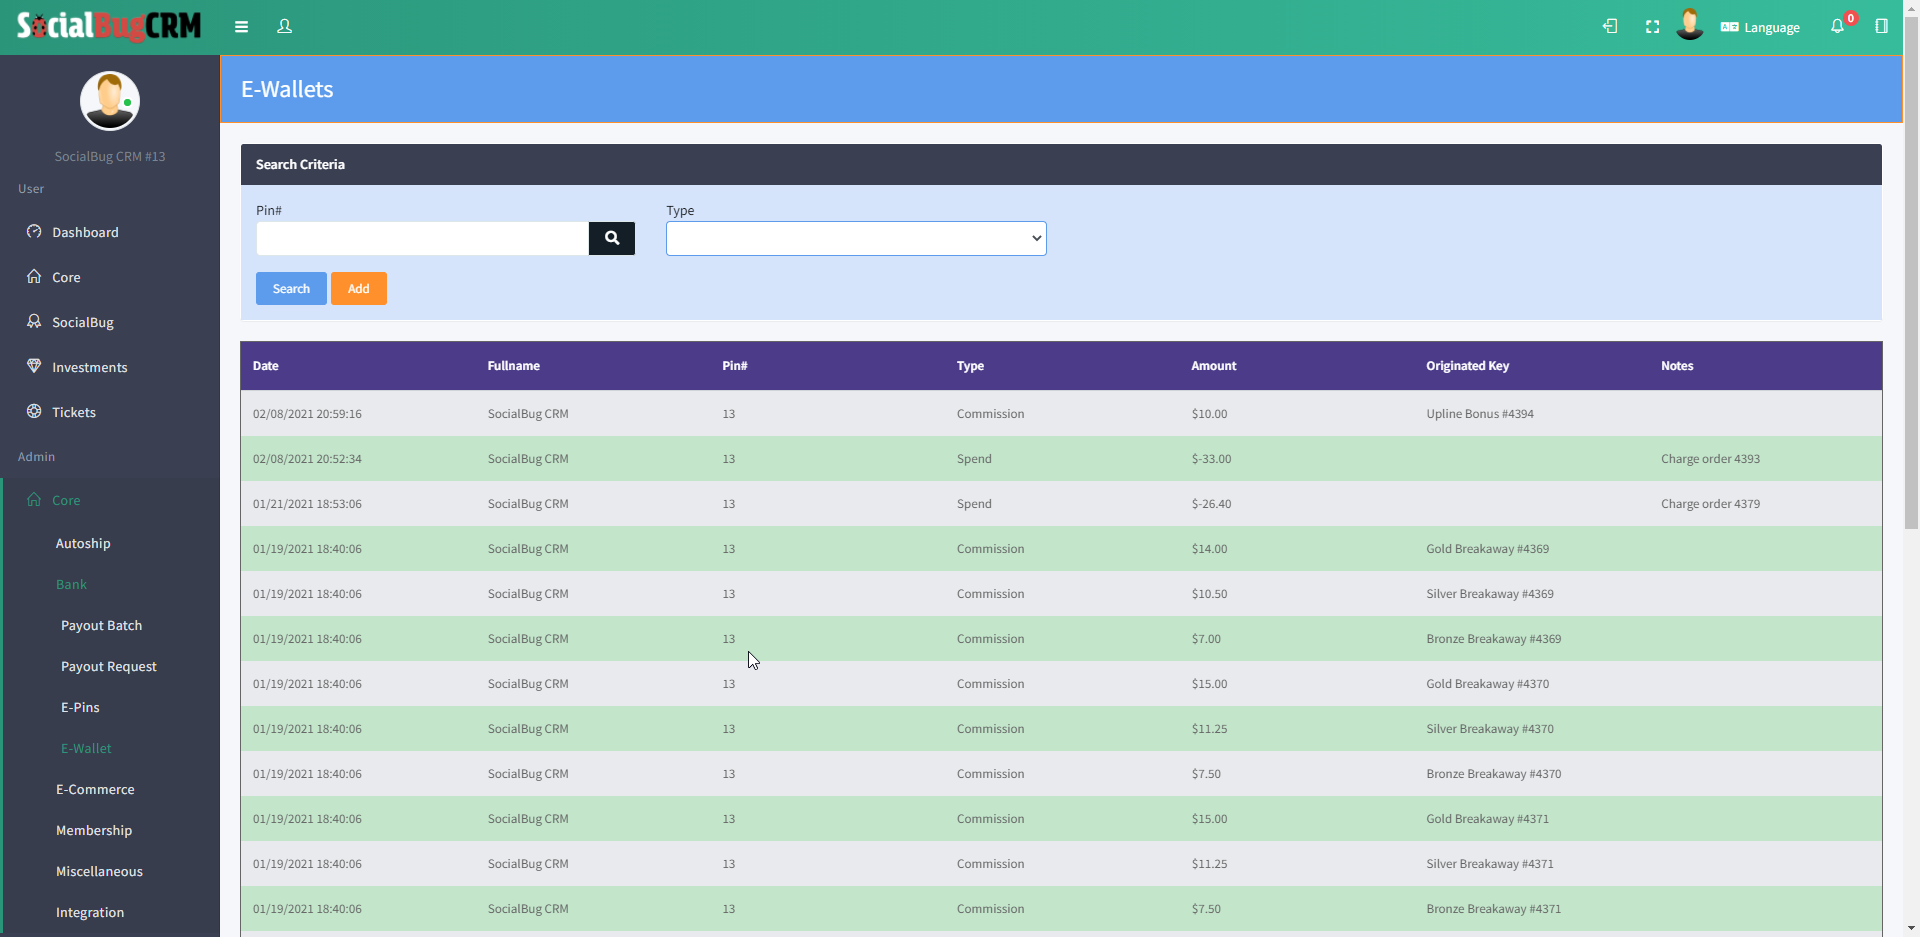 SocialBugCRM
Language
0
SocialBug CRM #13
User
Dashboard
Core
SocialBug
Investments
Tickets
Admin
Core
Autoship
Bank
Payout Batch
Payout Request
E-Pins
E-Wallet
E-Commerce
Membership
Miscellaneous
Integration
E-Wallets
Search Criteria
Pin# Type
Search Add
Date Fullname Pin# Type Amount Originated Key Notes
02/08/2021 20:59:16 SocialBug CRM 13 Commission $10.00 Upline Bonus #4394
02/08/2021 20:52:34 SocialBug CRM 13 Spend $-33.00 Charge order 4393
01/21/2021 18:53:06 SocialBug CRM 13 Spend $-26.40 Charge order 4379
01/19/2021 18:40:06 SocialBug CRM 13 Commission $14.00 Gold Breakaway #4369
01/19/2021 18:40:06 SocialBug CRM 13 Commission $10.50 Silver Breakaway #4369
01/19/2021 18:40:06 SocialBug CRM 13 Commission $7.00 Bronze Breakaway #4369
01/19/2021 18:40:06 SocialBug CRM 13 Commission $15.00 Gold Breakaway #4370
01/19/2021 18:40:06 SocialBug CRM 13 Commission $11.25 Silver Breakaway #4370
01/19/2021 18:40:06 SocialBug CRM 13 Commission $7.50 Bronze Breakaway #4370
01/19/2021 18:40:06 SocialBug CRM 13 Commission $15.00 Gold Breakaway #4371
01/19/2021 18:40:06 SocialBug CRM 13 Commission $11.25 Silver Breakaway #4371
01/19/2021 18:40:06 SocialBug CRM 13 Commission $7.50 Bronze Breakaway #4371